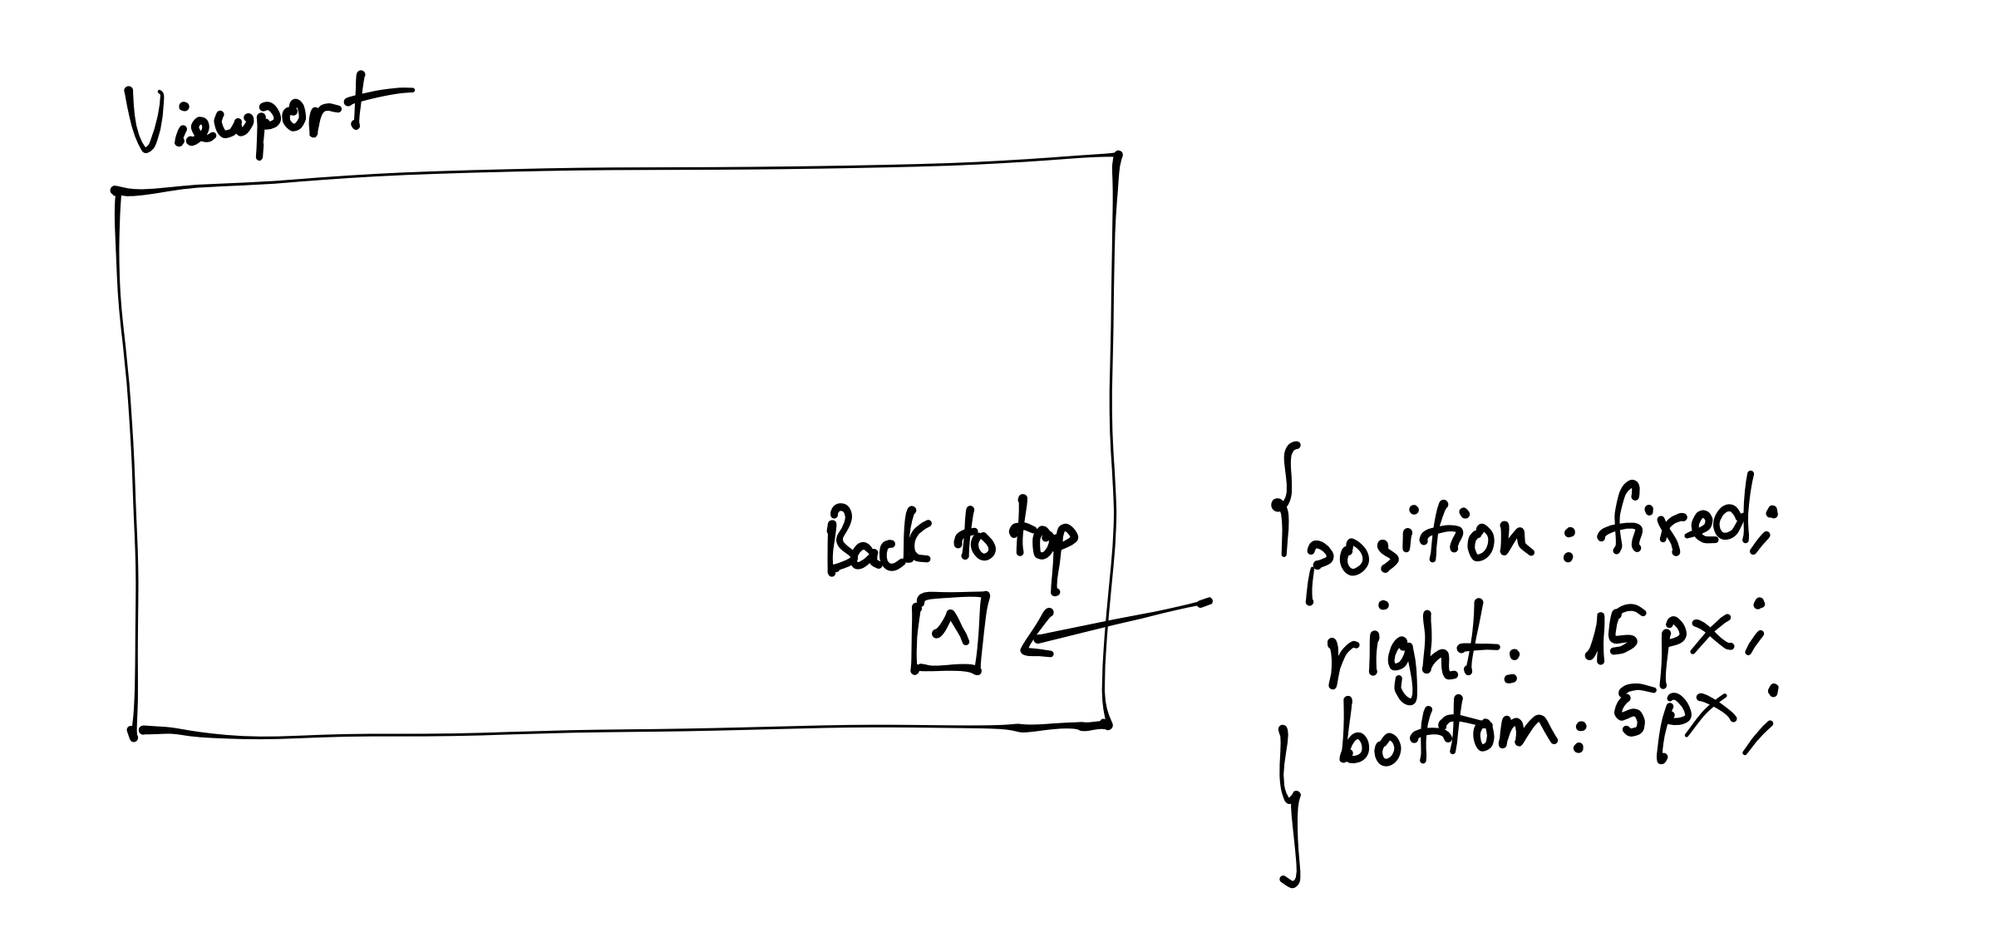 Viewport
Back to top
^
{
position: fixed;
right: 15px;
bottom: 5px;
}